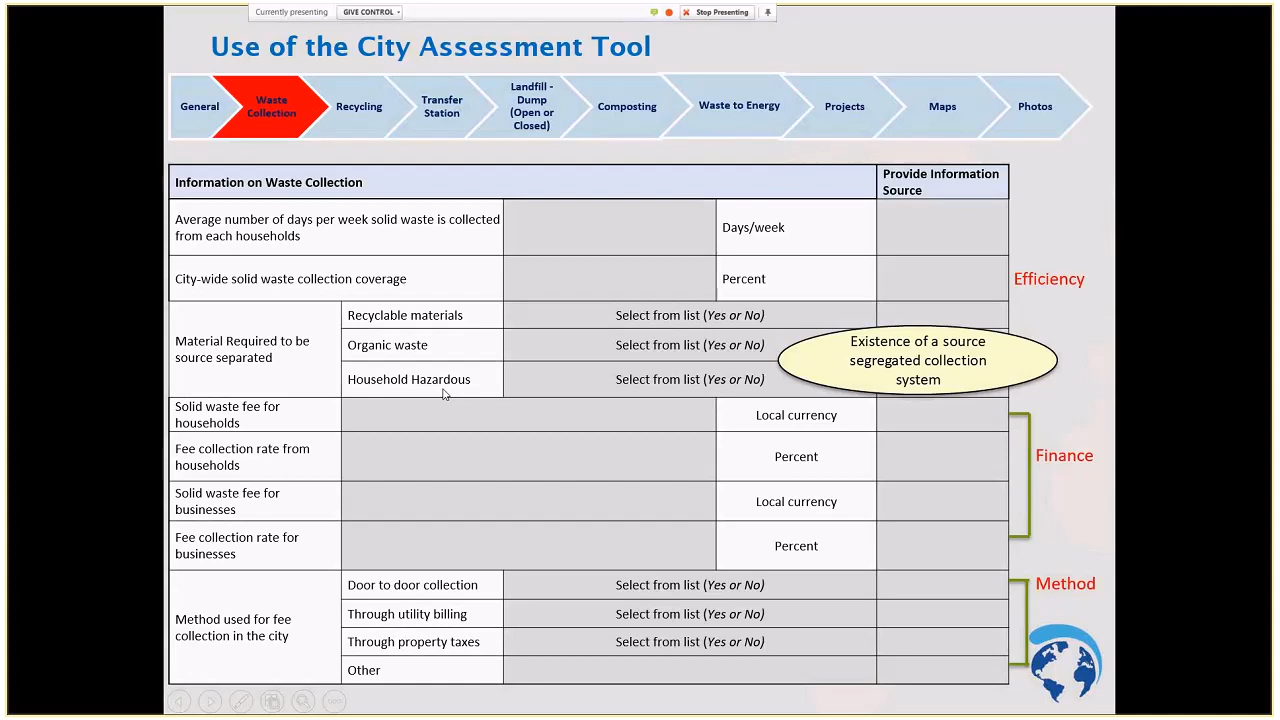 Currently presenting
GIVE CONTROL
Stop Presenting
Use of the City Assessment Tool
General
Waste
Collection
Recycling
Transfer
Station
Landfill -
Dump
(Open or
Closed)
Composting
Waste to Energy
Projects
Maps
Photos
Information on Waste Collection
Provide Information
Source
Average number of days per week solid waste is collected
from each households
Days/week
City-wide solid waste collection coverage
Percent
Efficiency
Material Required to be
source separated
Recyclable materials
Select from list (Yes or No)
Organic waste
Select from list (Yes or No)
Household Hazardous
Select from list (Yes or No)
Existence of a source
segregated collection
system
Solid waste fee for
households
Local currency
Fee collection rate from
households
Percent
Finance
Solid waste fee for
businesses
Local currency
Fee collection rate for
businesses
Percent
Method used for fee
collection in the city
Door to door collection
Select from list (Yes or No)
Method
Through utility billing
Select from list (Yes or No)
Through property taxes
Select from list (Yes or No)
Other